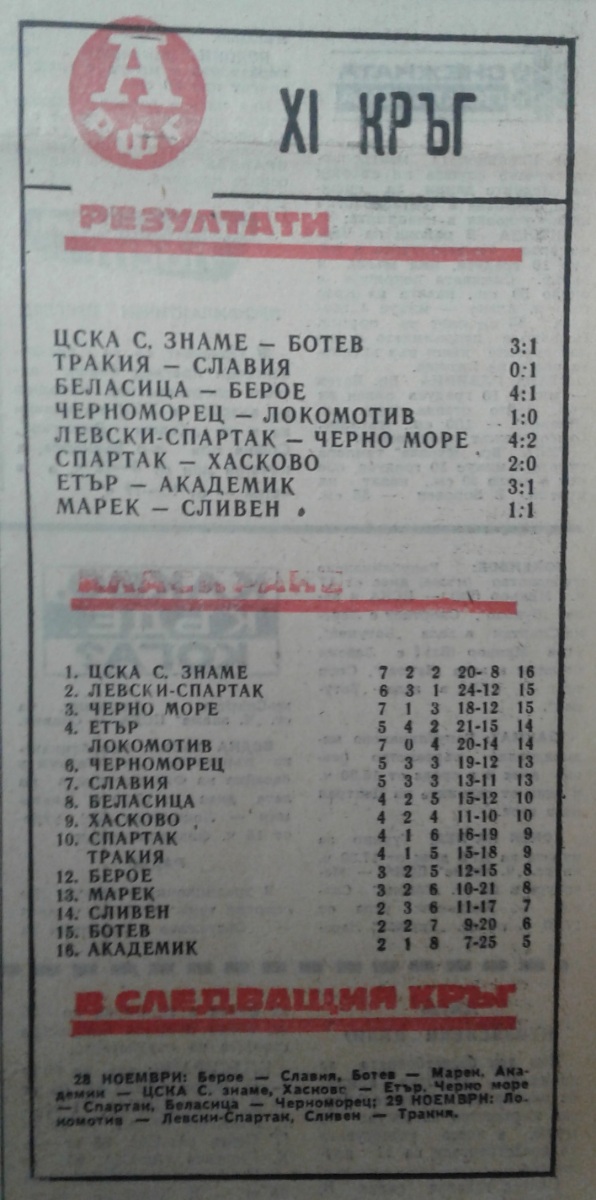 А
РФС
XI КРЪГ
РЕЗУЛТАТИ
ЦСКА С. ЗНАМЕ — БОТЕВ 3:1
ТРАКИЯ — СЛАВИЯ 0:1
БЕЛАСИЦА — БЕРОЕ 4:1
ЧЕРНОМОРЕЦ — ЛОКОМОТИВ 1:0
ЛЕВСКИ-СПАРТАК — ЧЕРНО МОРЕ 4:2
СПАРТАК — ХАСКОВО 2:0
ЕТЪР — АКАДЕМИК 3:1
МАРЕК — СЛИВЕН 1:1
КЛАСИРАНЕ
1. ЦСКА С. ЗНАМЕ 7 2 2 20- 8 16
2. ЛЕВСКИ-СПАРТАК 6 3 1 24-12 15
3. ЧЕРНО МОРЕ 7 1 3 18-12 15
4. ЕТЪР 5 4 2 21-15 14
ЛОКОМОТИВ 7 0 4 20-14 14
6. ЧЕРНОМОРЕЦ 5 3 3 19-12 13
7. СЛАВИЯ 5 3 3 13-11 13
8. БЕЛАСИЦА 4 2 5 15-12 10
9. ХАСКОВО 4 2 4 11-10 10
10. СПАРТАК 4 1 6 16-19 9
ТРАКИЯ 4 1 5 15-18 9
12. БЕРОЕ 3 2 5 12-15 8
13. МАРЕК 3 2 6 10-21 8
14. СЛИВЕН 2 3 6 11-17 7
15. БОТЕВ 2 2 7 9-20 6
16. АКАДЕМИК 2 1 8 7-25 5
В СЛЕДВАЩИЯ КРЪГ
28 НОЕМВРИ: Берое — Славия, Ботев — Марек, Ака-
демик — ЦСКА С. знаме, Хасково — Етър, Черно море
— Спартак, Беласица — Черноморец; 29 НОЕМВРИ: Ло-
комотив — Левски-Спартак, Сливен — Тракия.